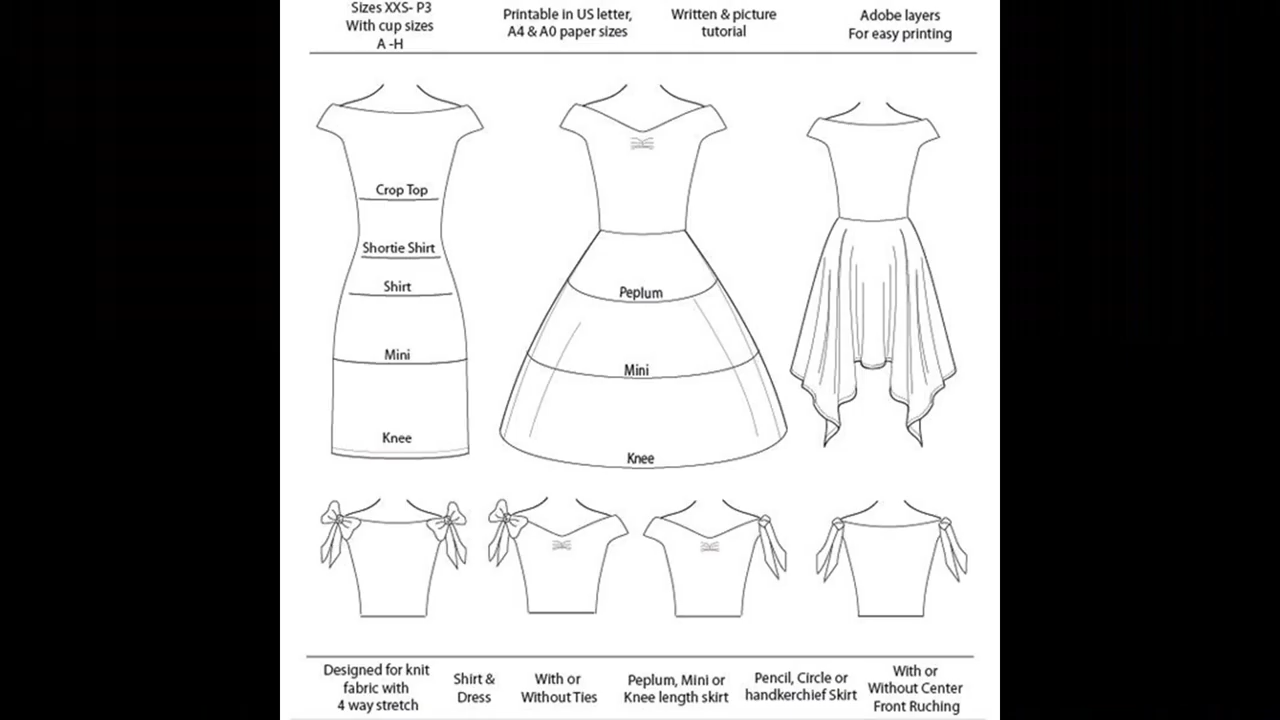 Sizes XXS- P3
With cup sizes
A -H
Printable in US letter,
A4 & A0 paper sizes
Written & picture
tutorial
Adobe layers
For easy printing
Crop Top
Shortie Shirt
Shirt
Mini
Knee
Peplum
Mini
Knee
Designed for knit
fabric with
4 way stretch
Shirt &
Dress
With or
Without Ties
Peplum, Mini or
Knee length skirt
Pencil, Circle or
handkerchief Skirt
With or
Without Center
Front Ruching